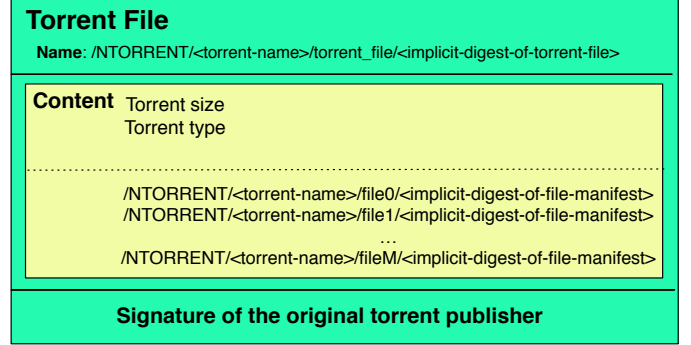 Torrent File
Name: /NTORRENT/<torrent-name>/torrent_file/<implicit-digest-of-torrent-file>
Content Torrent size
Torrent type
/NTORRENT/<torrent-name>/file0/<implicit-digest-of-file-manifest>
/NTORRENT/<torrent-name>/file1/<implicit-digest-of-file-manifest>
...
/NTORRENT/<torrent-name>/fileM/<implicit-digest-of-file-manifest>
Signature of the original torrent publisher